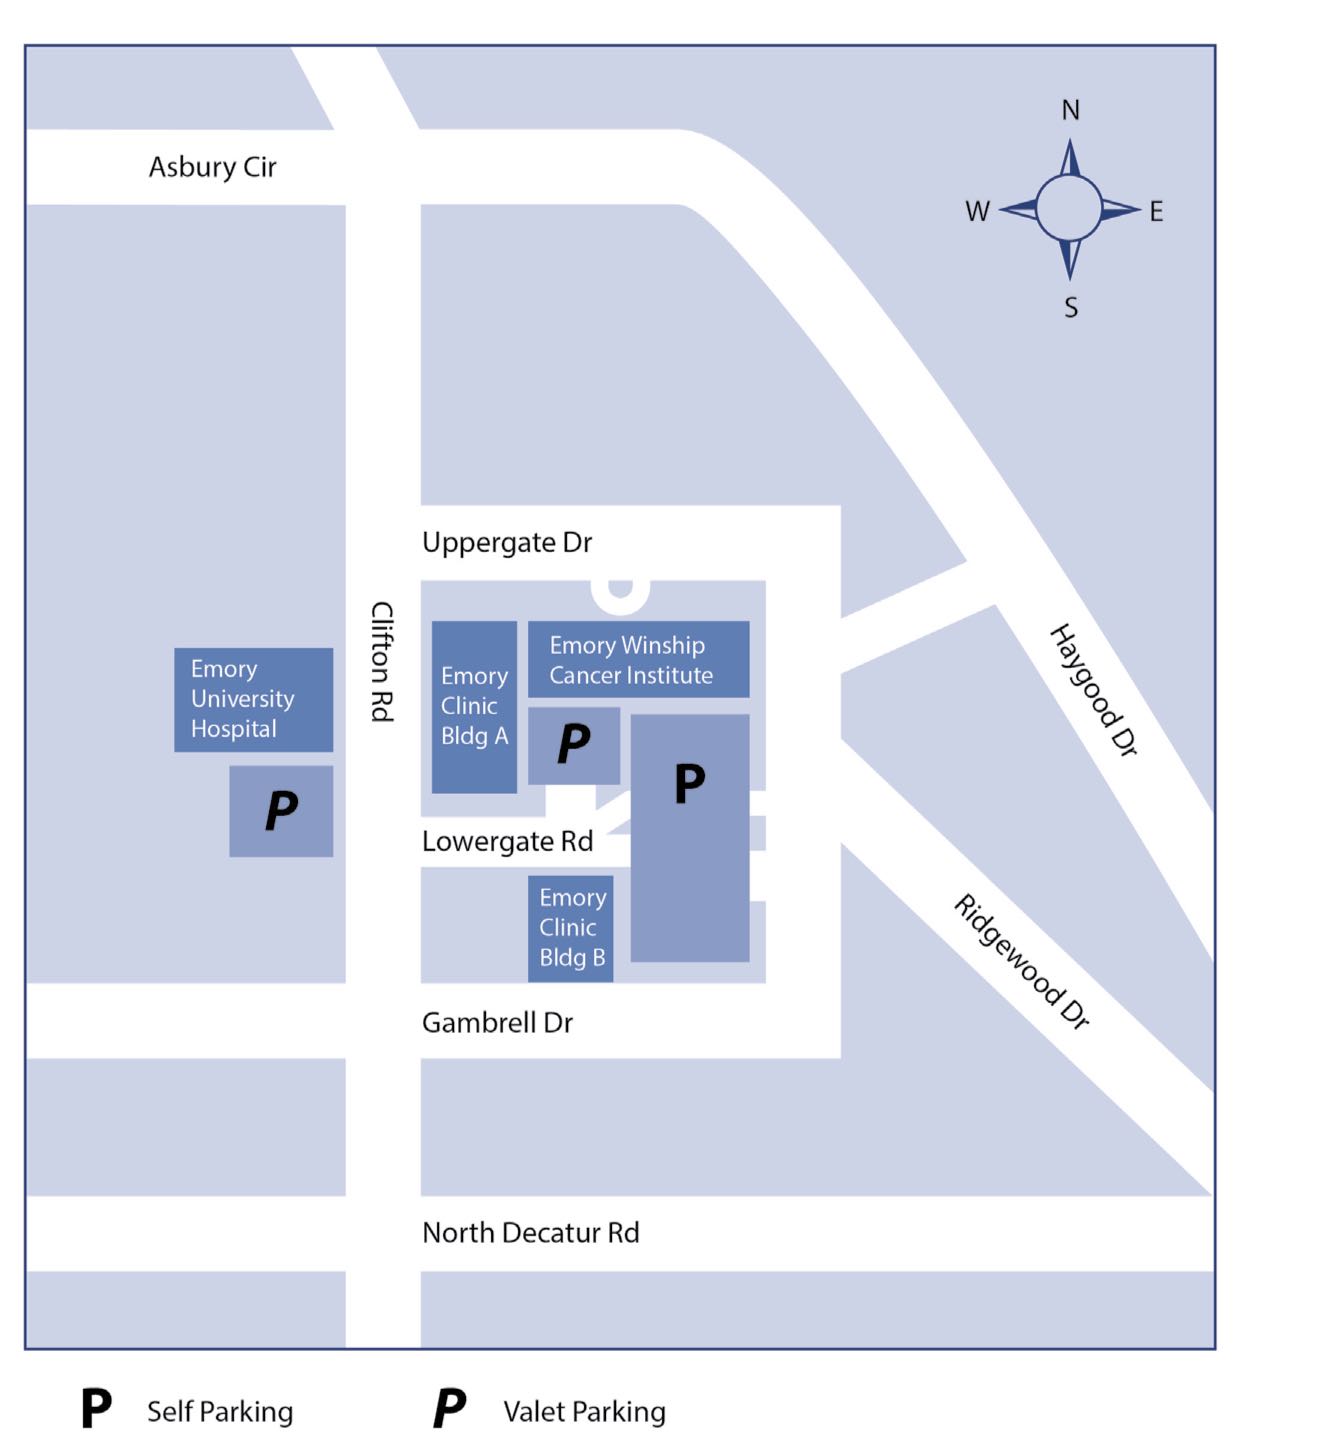 N
Asbury Cir
W
E
S
Uppergate Dr
Clifton Rd
Haygood Dr
Emory
University
Hospital
Emory
Clinic
Bldg A
Emory Winship
Cancer Institute
P
P
P
Lowergate Rd
Emory
Clinic
Bldg B
Ridgewood Dr
Gambrell Dr
North Decatur Rd
P Self Parking
P Valet Parking